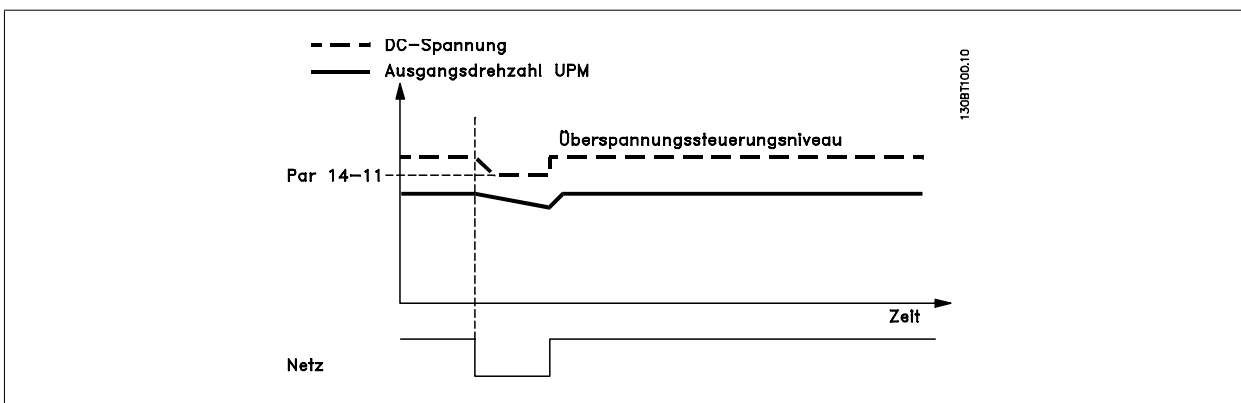 DC-Spannung
Ausgangsdrehzahl UPM
130BT100.10
Überspannungssteuerungsniveau
Par 14-11
Zeit
Netz